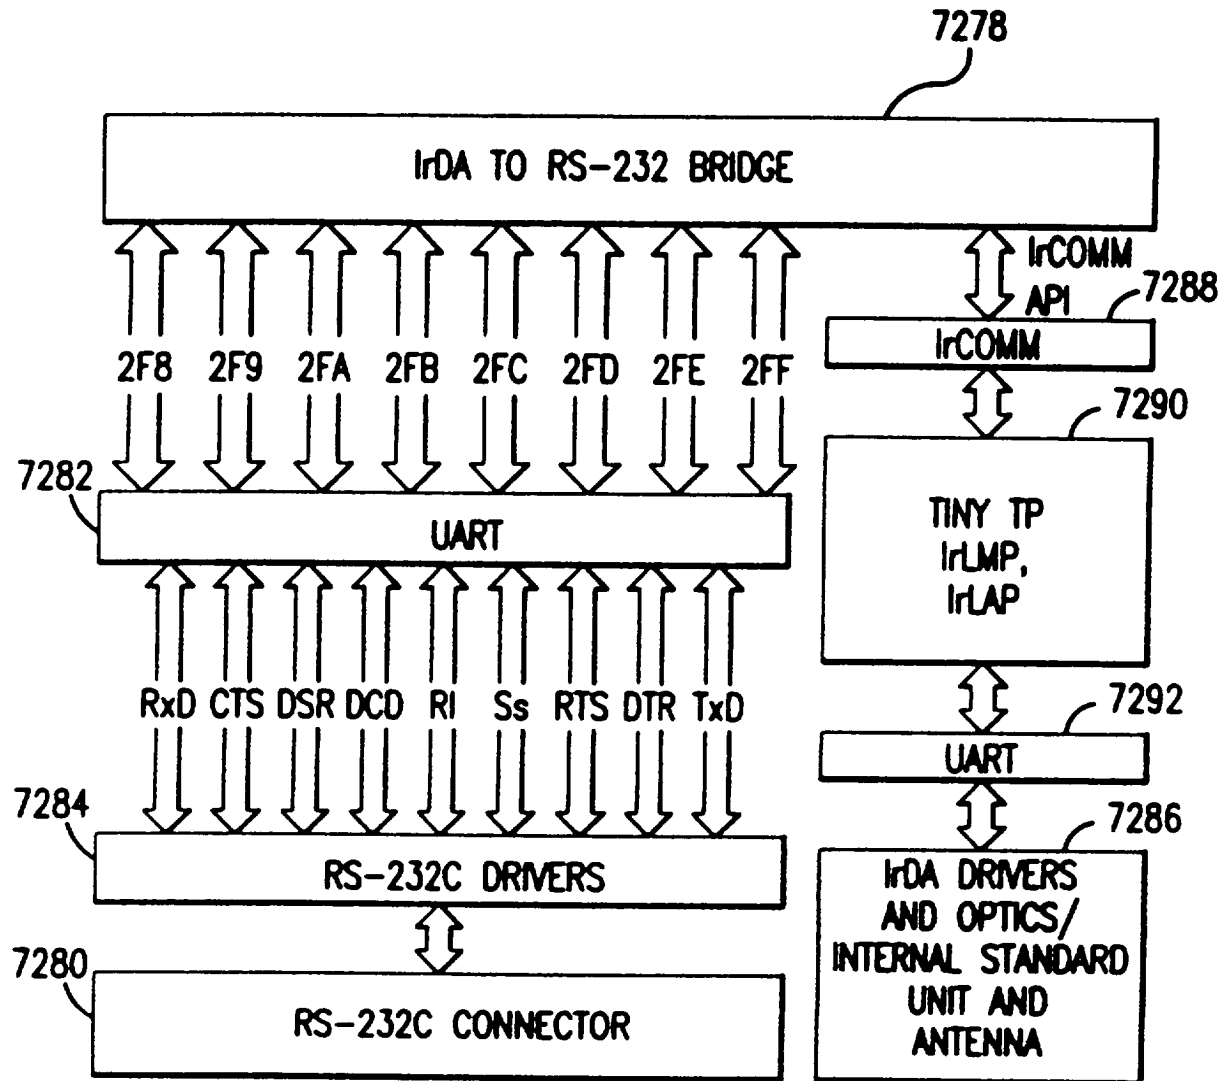 7278
IrDA TO RS-232 BRIDGE
IrCOMM
API
7288
IrCOMM
2F8 2F9 2FA 2FB 2FC 2FD 2FE 2FF
7290
7282
UART
TINY TP
IrLMP,
IrLAP
RxD CTS DSR DCD RI Ss RTS DTR TxD
7292
UART
7284
RS-232C DRIVERS
7286
IrDA DRIVERS
AND OPTICS/
INTERNAL STANDARD
UNIT AND
ANTENNA
7280
RS-232C CONNECTOR